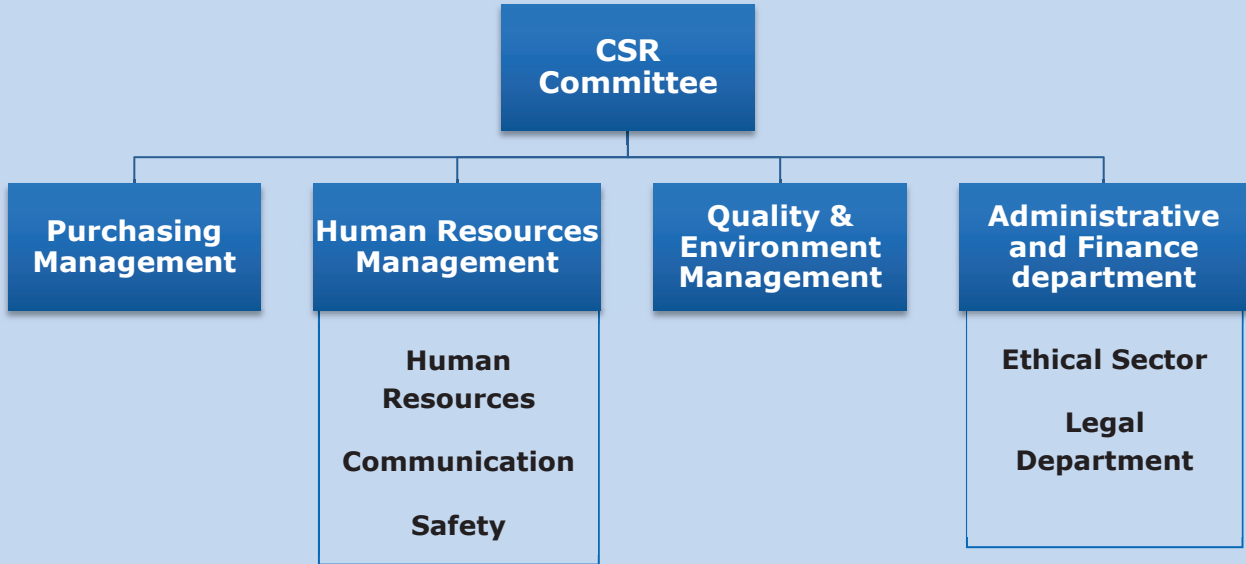 CSR
Committee
Purchasing
Management
Human Resources
Management
Quality &
Environment
Management
Administrative
and Finance
department
Human
Resources
Communication
Safety
Ethical Sector
Legal
Department